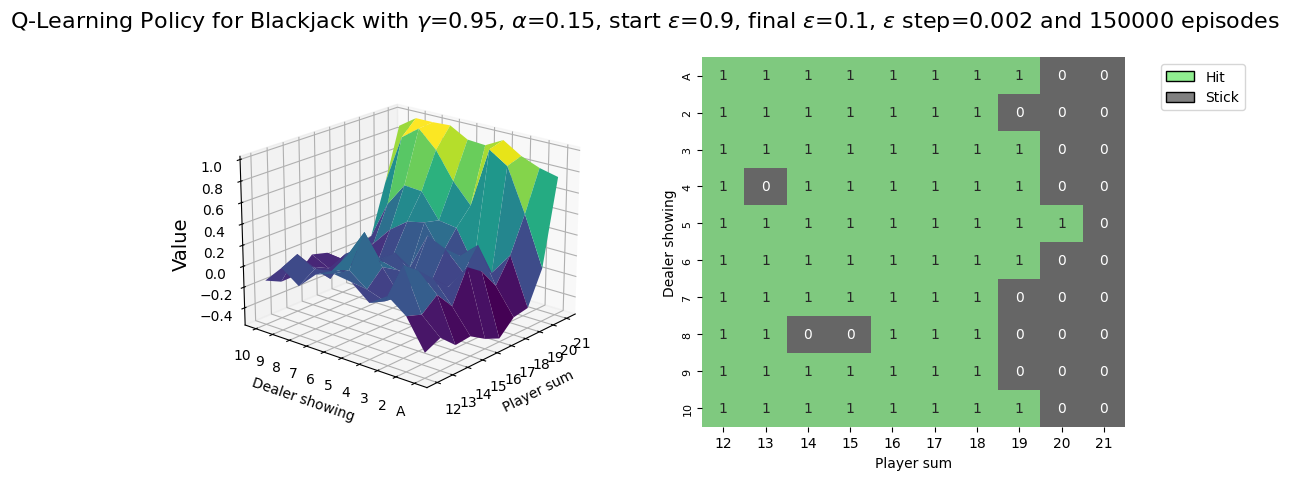 Q-Learning Policy for Blackjack with γ=0.95, α=0.15, start ε=0.9, final ε=0.1, ε step=0.002 and 150000 episodes
1.0
0.8
0.6
0.4
0.2
0.0
−0.2
−0.4
Value
10 9 8 7 6 5 4 3 2 A
Dealer showing
12 13 14 15 16 17 18 19 20 21
Player sum
Dealer showing
A 1 1 1 1 1 1 1 1 0 0
2 1 1 1 1 1 1 1 0 0 0
3 1 1 1 1 1 1 1 1 0 0
4 1 0 1 1 1 1 1 1 0 0
5 1 1 1 1 1 1 1 1 1 0
6 1 1 1 1 1 1 1 1 0 0
7 1 1 1 1 1 1 1 0 0 0
8 1 1 0 0 1 1 1 0 0 0
9 1 1 1 1 1 1 1 0 0 0
10 1 1 1 1 1 1 1 1 0 0
12 13 14 15 16 17 18 19 20 21
Player sum
Hit
Stick